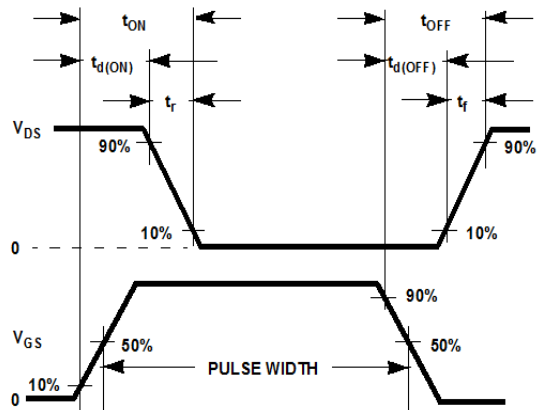 tON tOFF
td(ON) td(OFF)
tr tf
VDS
90% 90%
10% 10%
0
90%
VGS 50% 50%
PULSE WIDTH
10%
0